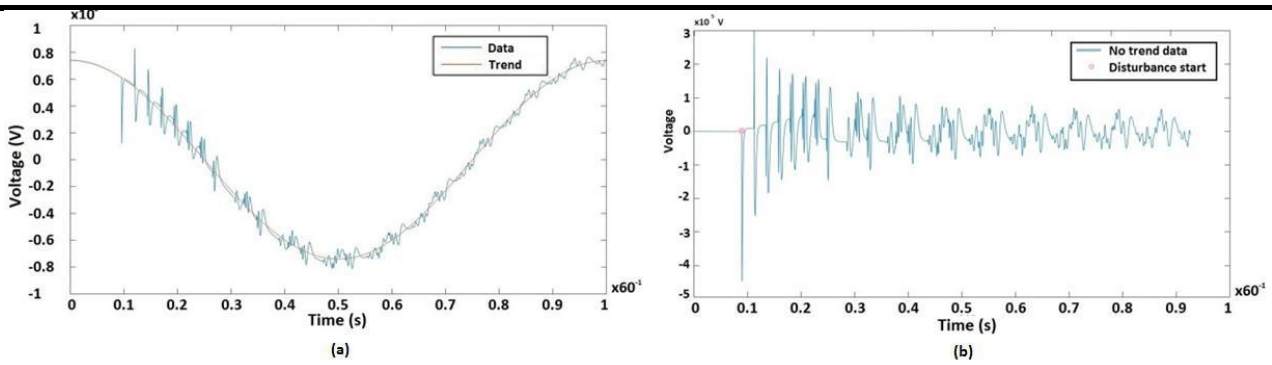 x10⁵
1
0.8
0.6
0.4
0.2
0
-0.2
-0.4
-0.6
-0.8
-1
Voltage (V)
Data
Trend
0 0.1 0.2 0.3 0.4 0.5 0.6 0.7 0.8 0.9 1
x60⁻¹
Time (s)
(a)
x10⁵ V
3
2
1
0
-1
-2
-3
-4
-5
Voltage
No trend data
Disturbance start
0 0.1 0.2 0.3 0.4 0.5 0.6 0.7 0.8 0.9 1
x60⁻¹
Time (s)
(b)